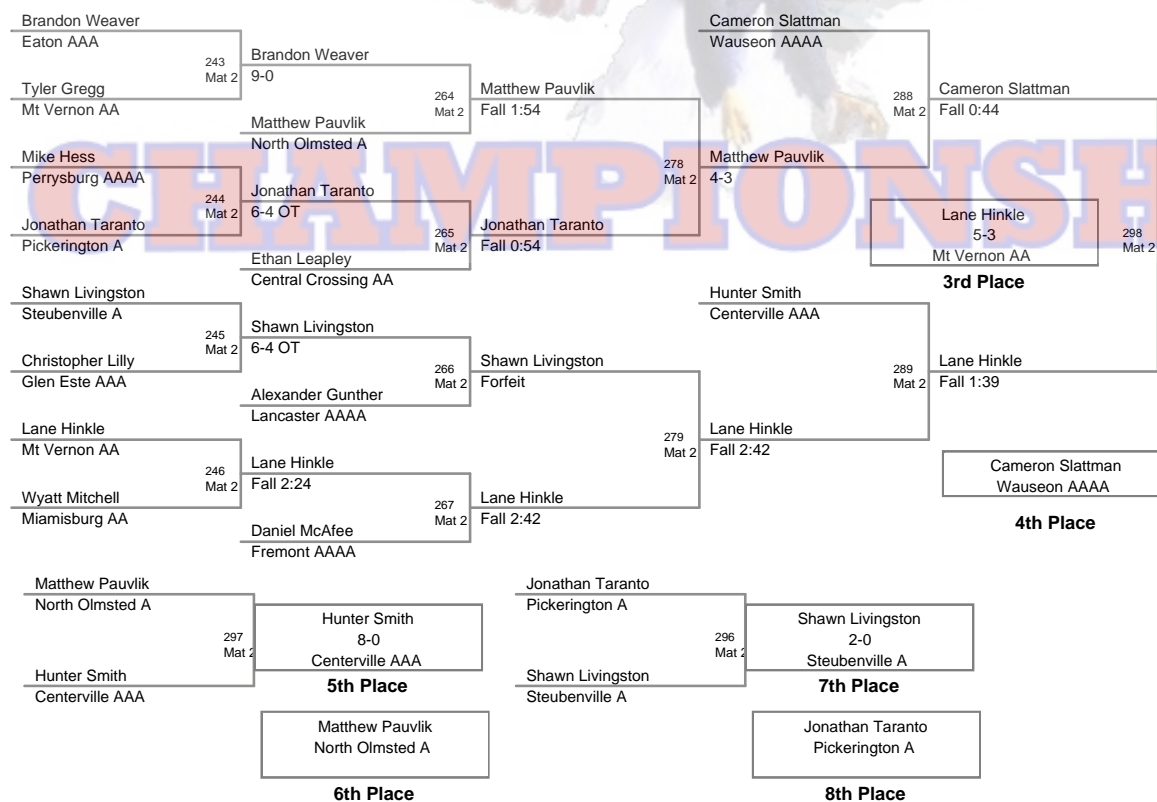 Brandon Weaver
Eaton AAA
243
Mat 2
Tyler Gregg
Mt Vernon AA
Brandon Weaver
9-0
264
Mat 2
Matthew Pauvlik
North Olmsted A
Matthew Pauvlik
Fall 1:54
Mike Hess
Perrysburg AAAA
244
Mat 2
Jonathan Taranto
Pickerington A
Jonathan Taranto
6-4 OT
265
Mat 2
Ethan Leapley
Central Crossing AA
Jonathan Taranto
Fall 0:54
278
Mat 2
Cameron Slattman
Wauseon AAAA
288
Mat 2
Matthew Pauvlik
4-3
Cameron Slattman
Fall 0:44
CHAMPIONSH
Lane Hinkle
5-3
Mt Vernon AA
3rd Place
298
Mat 2
Shawn Livingston
Steubenville A
245
Mat 2
Christopher Lilly
Glen Este AAA
Shawn Livingston
6-4 OT
266
Mat 2
Alexander Gunther
Lancaster AAAA
Shawn Livingston
Forfeit
Lane Hinkle
Mt Vernon AA
246
Mat 2
Wyatt Mitchell
Miamisburg AA
Lane Hinkle
Fall 2:24
267
Mat 2
Daniel McAfee
Fremont AAAA
Lane Hinkle
Fall 2:42
279
Mat 2
Hunter Smith
Centerville AAA
289
Mat 2
Lane Hinkle
Fall 2:42
Lane Hinkle
Fall 1:39
Cameron Slattman
Wauseon AAAA
4th Place
Matthew Pauvlik
North Olmsted A
297
Mat 2
Hunter Smith
Centerville AAA
Hunter Smith
8-0
Centerville AAA
5th Place
Matthew Pauvlik
North Olmsted A
6th Place
Jonathan Taranto
Pickerington A
296
Mat 2
Shawn Livingston
Steubenville A
Shawn Livingston
2-0
Steubenville A
7th Place
Jonathan Taranto
Pickerington A
8th Place